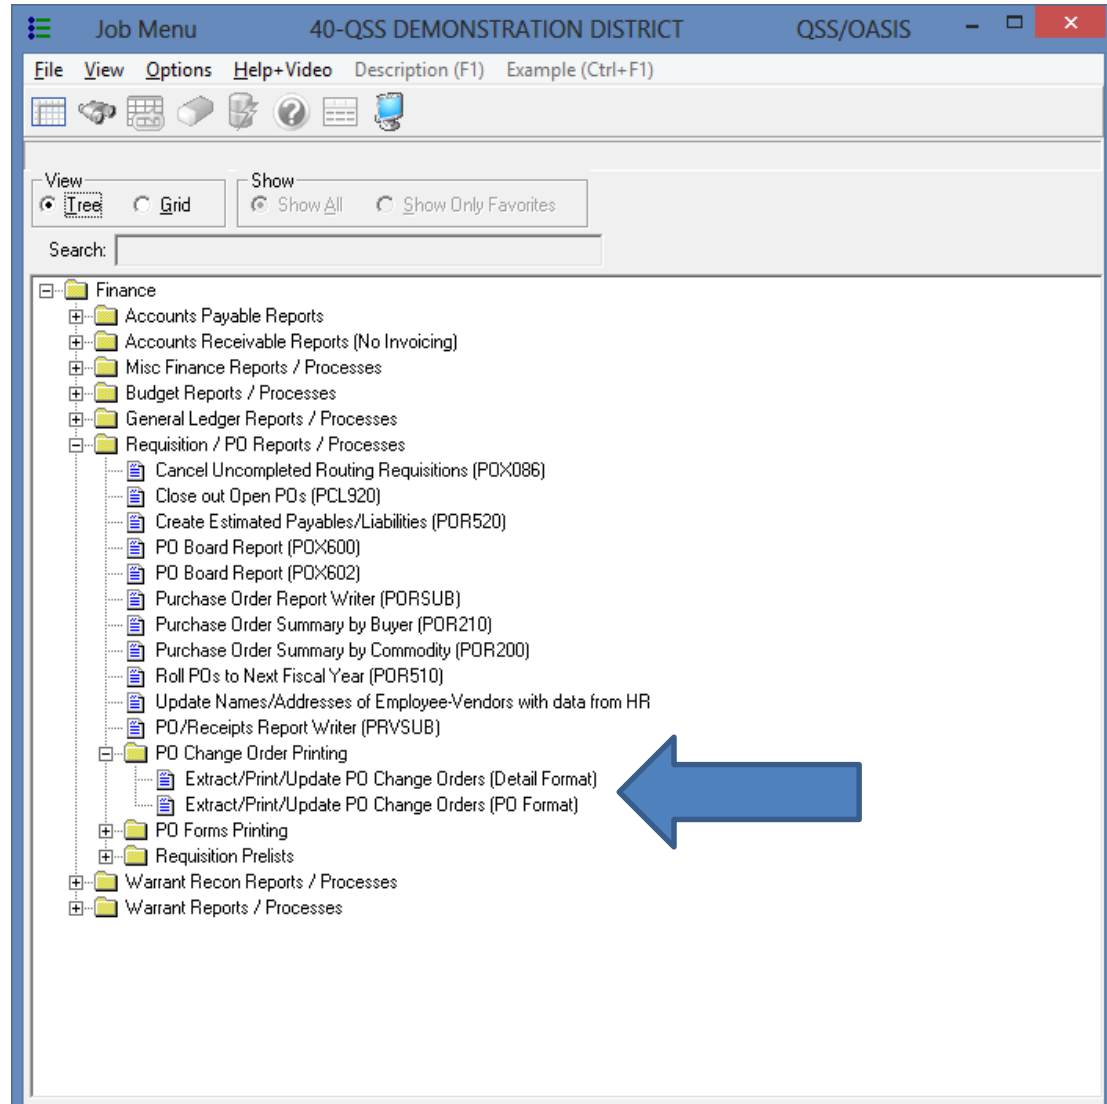 Job Menu 40-QSS DEMONSTRATION DISTRICT QSS/OASIS
File View Options Help+Video Description (F1) Example (Ctrl+F1)
View Show
Tree Grid Show All Show Only Favorites
Search:
Finance
Accounts Payable Reports
Accounts Receivable Reports (No Invoicing)
Misc Finance Reports / Processes
Budget Reports / Processes
General Ledger Reports / Processes
Requisition / PO Reports / Processes
Cancel Uncompleted Routing Requisitions (POX086)
Close out Open POs (PCL920)
Create Estimated Payables/Liabilities (POR520)
PO Board Report (POX600)
PO Board Report (POX602)
Purchase Order Report Writer (PORSUB)
Purchase Order Summary by Buyer (POR210)
Purchase Order Summary by Commodity (POR200)
Roll POs to Next Fiscal Year (POR510)
Update Names/Addresses of Employee-Vendors with data from HR
PO/Receipts Report Writer (PRVSUB)
PO Change Order Printing
Extract/Print/Update PO Change Orders (Detail Format)
Extract/Print/Update PO Change Orders (PO Format)
PO Forms Printing
Requisition Prelists
Warrant Recon Reports / Processes
Warrant Reports / Processes